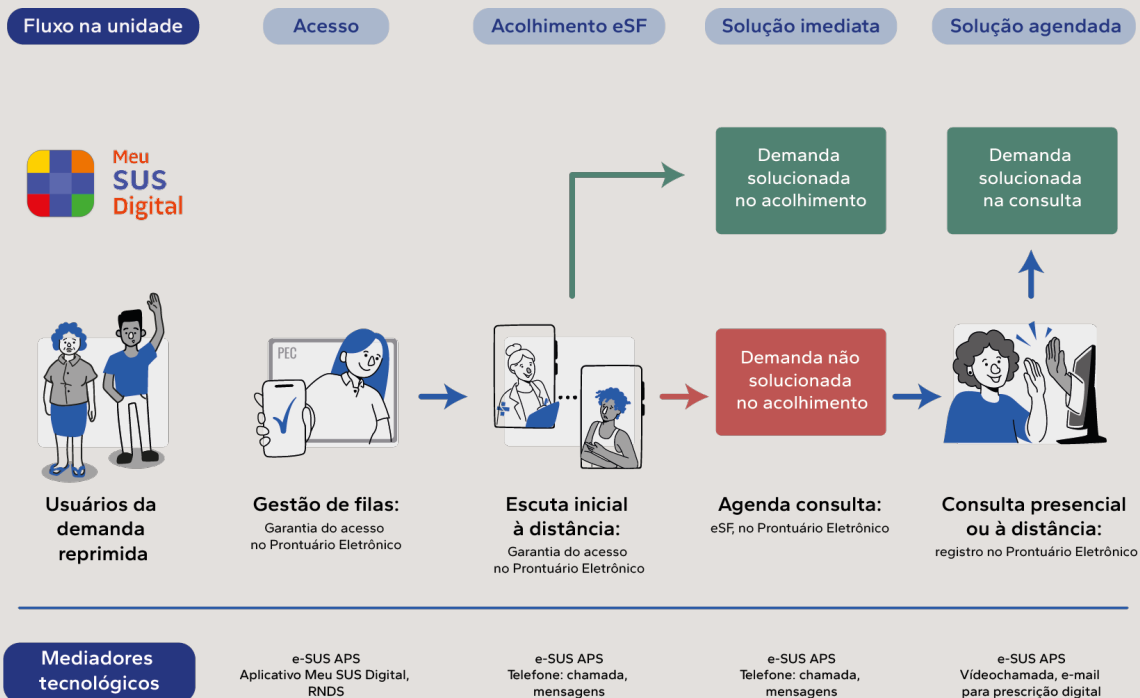 Fluxo na unidade
Acesso
Acolhimento eSF
Solução imediata
Solução agendada
Meu
SUS
Digital
Demanda
solucionada
no acolhimento
Demanda
solucionada
na consulta
PEC
Demanda não
solucionada
no acolhimento
Usuários da
demanda
reprimida
Gestão de filas:
Garantia do acesso
no Prontuário Eletrônico
Escuta inicial
à distância:
Garantia do acesso
no Prontuário Eletrônico
Agenda consulta:
eSF, no Prontuário Eletrônico
Consulta presencial
ou à distância:
registro no Prontuário Eletrônico
Mediadores
tecnológicos
e-SUS APS
Aplicativo Meu SUS Digital,
RNDS
e-SUS APS
Telefone: chamada,
mensagens
e-SUS APS
Telefone: chamada,
mensagens
e-SUS APS
Vídeochamada, e-mail
para prescrição digital